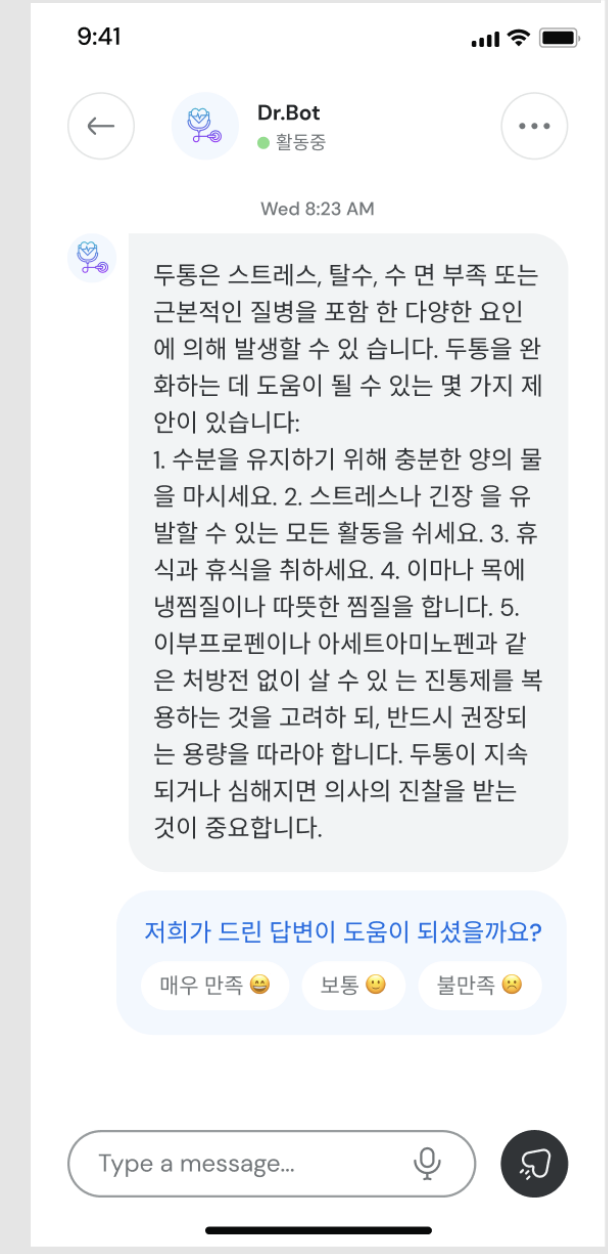 9:41
Dr.Bot
활동중
Wed 8:23 AM
두통은 스트레스, 탈수, 수 면 부족 또는
근본적인 질병을 포함 한 다양한 요인
에 의해 발생할 수 있 습니다. 두통을 완
화하는 데 도움이 될 수 있는 몇 가지 제
안이 있습니다:
1. 수분을 유지하기 위해 충분한 양의 물
을 마시세요. 2. 스트레스나 긴장 을 유
발할 수 있는 모든 활동을 쉬세요. 3. 휴
식과 휴식을 취하세요. 4. 이마나 목에
냉찜질이나 따뜻한 찜질을 합니다. 5.
이부프로펜이나 아세트아미노펜과 같
은 처방전 없이 살 수 있 는 진통제를 복
용하는 것을 고려하 되, 반드시 권장되
는 용량을 따라야 합니다. 두통이 지속
되거나 심해지면 의사의 진찰을 받는
것이 중요합니다.
저희가 드린 답변이 도움이 되셨을까요?
매우 만족 😄 보통 🙂 불만족 ☹️
Type a message...